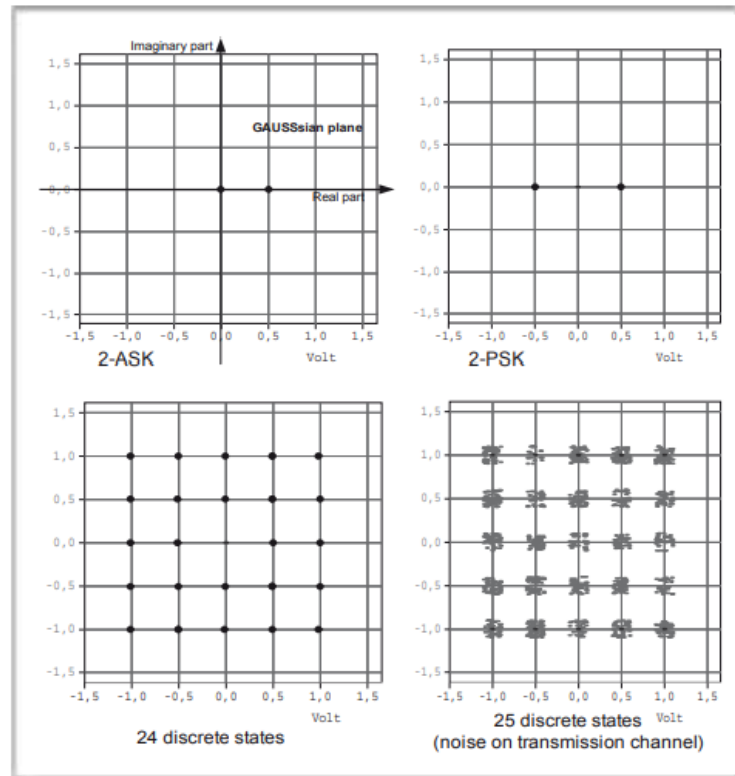 Imaginary part
1,5
1,0
GAUSSsian plane
0,5
0,0
Real part
-0,5
-1,0
-1,5
-1,5 -1,0 -0,5 0,0 0,5 1,0 1,5
2-ASK Volt
1,5
1,0
0,5
0,0
-0,5
-1,0
-1,5
-1,5 -1,0 -0,5 0,0 0,5 1,0 1,5
2-PSK Volt
1,5
1,0
0,5
0,0
-0,5
-1,0
-1,5
-1,5 -1,0 -0,5 0,0 0,5 1,0 1,5
Volt
24 discrete states
1,5
1,0
0,5
0,0
-0,5
-1,0
-1,5
-1,5 -1,0 -0,5 0,0 0,5 1,0 1,5
25 discrete states Volt
(noise on transmission channel)